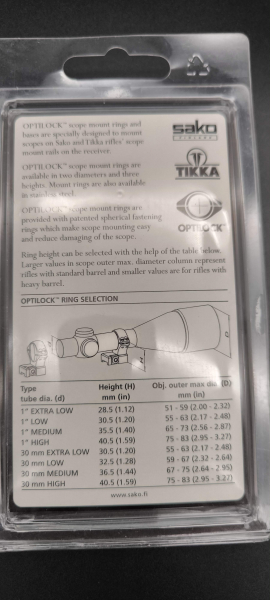 OPTILOCK™ scope mount rings and
bases are specially designed to mount
scopes on Sako and Tikka rifles'
mount rails on the receiver.
sako
FINLAND
OPTILOCK™ scope mount rings are
available in two diameters and three
heights. Mount rings are also available
in steel.
TIKKA
OPTILOCK™ scope mount rings are
provided with patented spherical fastening
rings which make scope mounting easy
and reduce damaging of the scope.
OPTILOCK™
Ring height can be selected with the help of the table below.
Larger values in scope outer max. diameter column represent
rifles with standard barrel and smaller values are for rifles with
heavy barrel.
OPTILOCK™ RING SELECTION
Type Height (H) Obj. outer max dia. (D)
tube dia. (d) mm (in) mm (in)
1" EXTRA LOW 28.5 (1.12) 51 - 59 (2.00 - 2.32)
1" LOW 30.5 (1.20) 55 - 63 (2.17 - 2.48)
1" MEDIUM 35.5 (1.40) 65 - 73 (2.56 - 2.87)
1" HIGH 40.5 (1.59) 75 - 83 (2.95 - 3.27)
30 mm EXTRA LOW 30.5 (1.20) 55 - 63 (2.17 - 2.48)
30 mm LOW 32.5 (1.28) 59 - 67 (2.32 - 2.64)
30 mm MEDIUM 36.5 (1.44) 67 - 75 (2.64 - 2.95)
30 mm HIGH 40.5 (1.59) 75 - 83 (2.95 - 3.27)
www.sako.fi